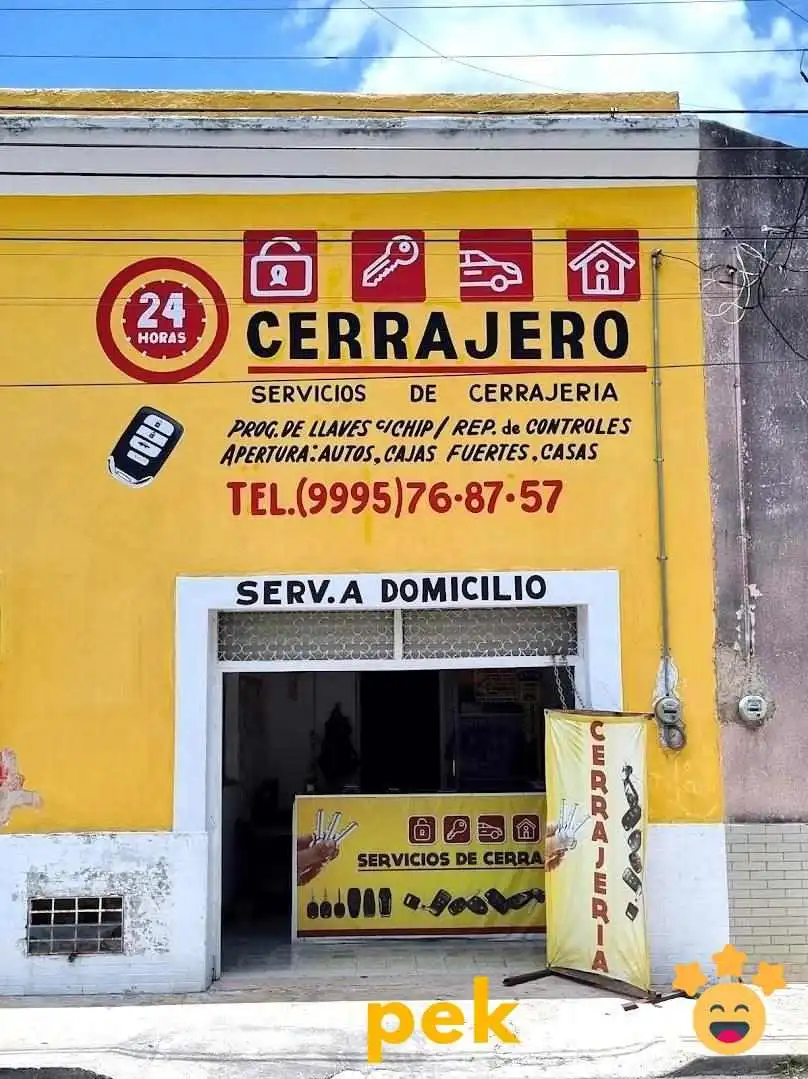 24
HORAS
CERRAJERO
SERVICIOS DE CERRAJERIA
PROG. DE LLAVES C/CHIP / REP. de CONTROLES
APERTURA: AUTOS, CAJAS FUERTES, CASAS
TEL.(9995)76·87·57
SERV. A DOMICILIO
SERVICIOS DE CERRA
CERRAJERIA
pek